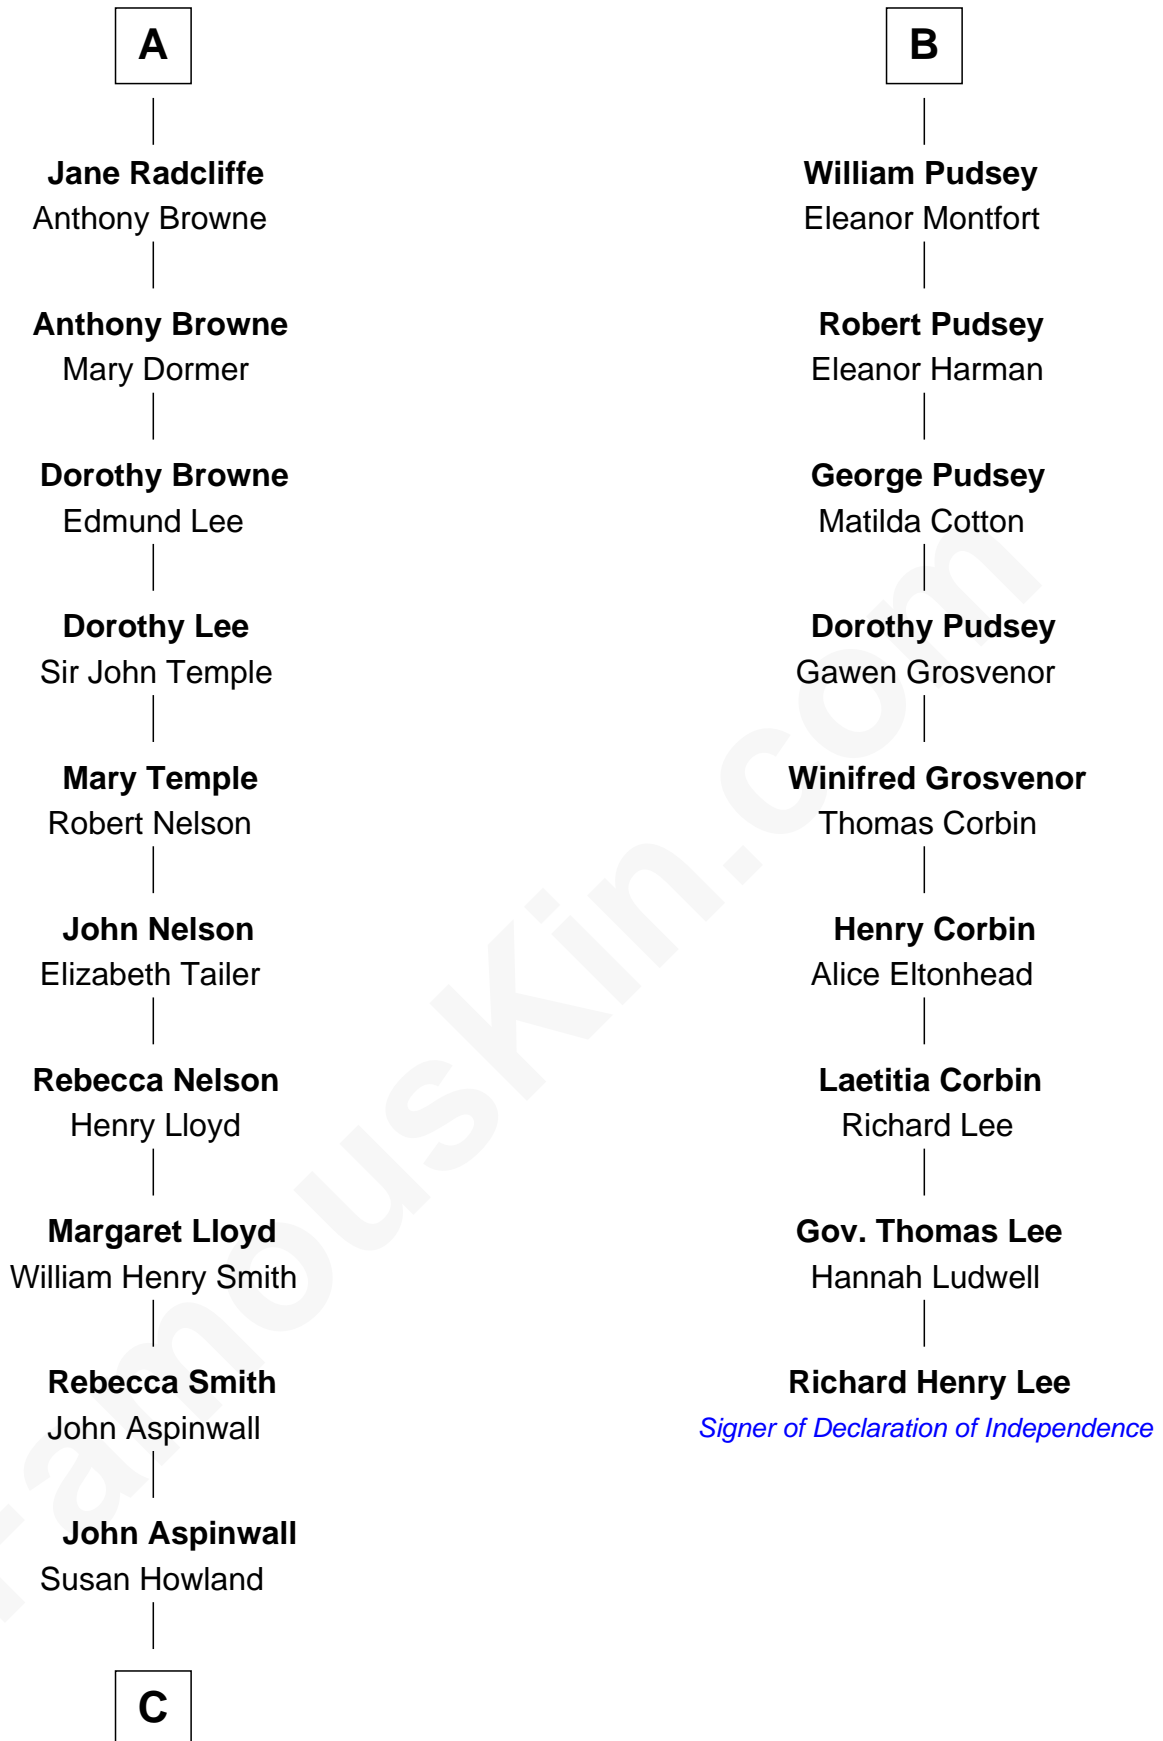 A
Jane Radcliffe
Anthony Browne
Anthony Browne
Mary Dormer
Dorothy Browne
Edmund Lee
Dorothy Lee
Sir John Temple
Mary Temple
Robert Nelson
John Nelson
Elizabeth Tailer
Rebecca Nelson
Henry Lloyd
Margaret Lloyd
William Henry Smith
Rebecca Smith
John Aspinwall
John Aspinwall
Susan Howland
C
B
William Pudsey
Eleanor Montfort
Robert Pudsey
Eleanor Harman
George Pudsey
Matilda Cotton
Dorothy Pudsey
Gawen Grosvenor
Winifred Grosvenor
Thomas Corbin
Henry Corbin
Alice Eltonhead
Laetitia Corbin
Richard Lee
Gov. Thomas Lee
Hannah Ludwell
Richard Henry Lee
Signer of Declaration of Independence
FamousKin.com